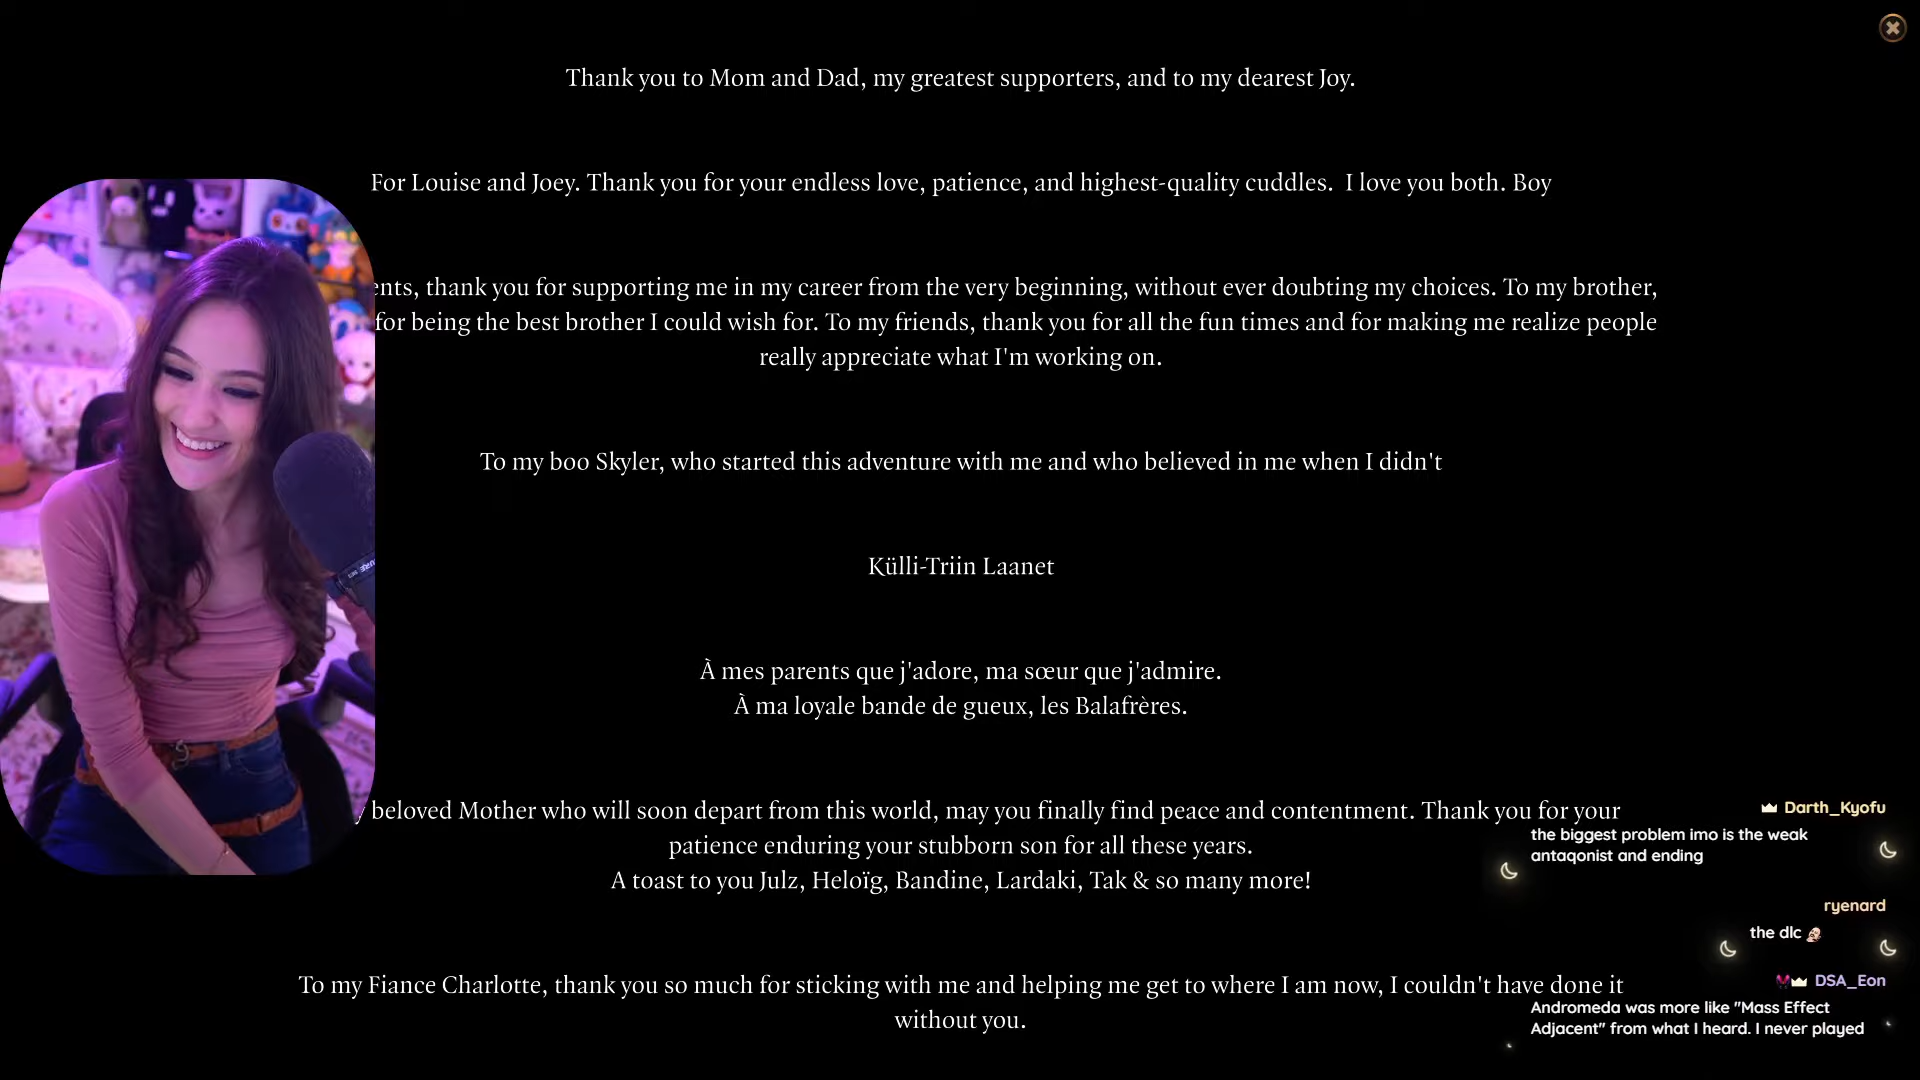 Thank you to Mom and Dad, my greatest supporters, and to my dearest Joy.
For Louise and Joey. Thank you for your endless love, patience, and highest-quality cuddles.  I love you both. Boy
ents, thank you for supporting me in my career from the very beginning, without ever doubting my choices. To my brother,
for being the best brother I could wish for. To my friends, thank you for all the fun times and for making me realize people
really appreciate what I'm working on.
To my boo Skyler, who started this adventure with me and who believed in me when I didn't
Külli-Triin Laanet
À mes parents que j'adore, ma sœur que j'admire.
À ma loyale bande de gueux, les Balafrères.
beloved Mother who will soon depart from this world, may you finally find peace and contentment. Thank you for your
patience enduring your stubborn son for all these years.
A toast to you Julz, Heloïg, Bandine, Lardaki, Tak & so many more!
To my Fiance Charlotte, thank you so much for sticking with me and helping me get to where I am now, I couldn't have done it
without you.
Darth_Kyofu
the biggest problem imo is the weak
antagonist and ending
ryenard
the dlc
DSA_Eon
Andromeda was more like "Mass Effect
Adjacent" from what I heard. I never played